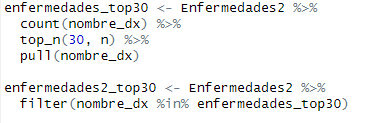 enfermedades_top30 <- Enfermedades2 %>%
  count(nombre_dx) %>%
  top_n(30, n) %>%
  pull(nombre_dx)

enfermedades2_top30 <- Enfermedades2 %>%
  filter(nombre_dx %in% enfermedades_top30)